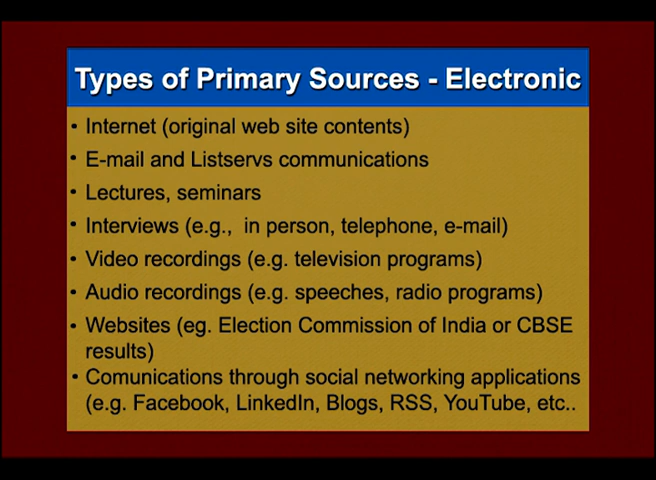 Types of Primary Sources - Electronic
• Internet (original web site contents)
• E-mail and Listservs communications
• Lectures, seminars
• Interviews (e.g., in person, telephone, e-mail)
• Video recordings (e.g. television programs)
• Audio recordings (e.g. speeches, radio programs)
• Websites (eg. Election Commission of India or CBSE
results)
• Comunications through social networking applications
(e.g. Facebook, LinkedIn, Blogs, RSS, YouTube, etc..